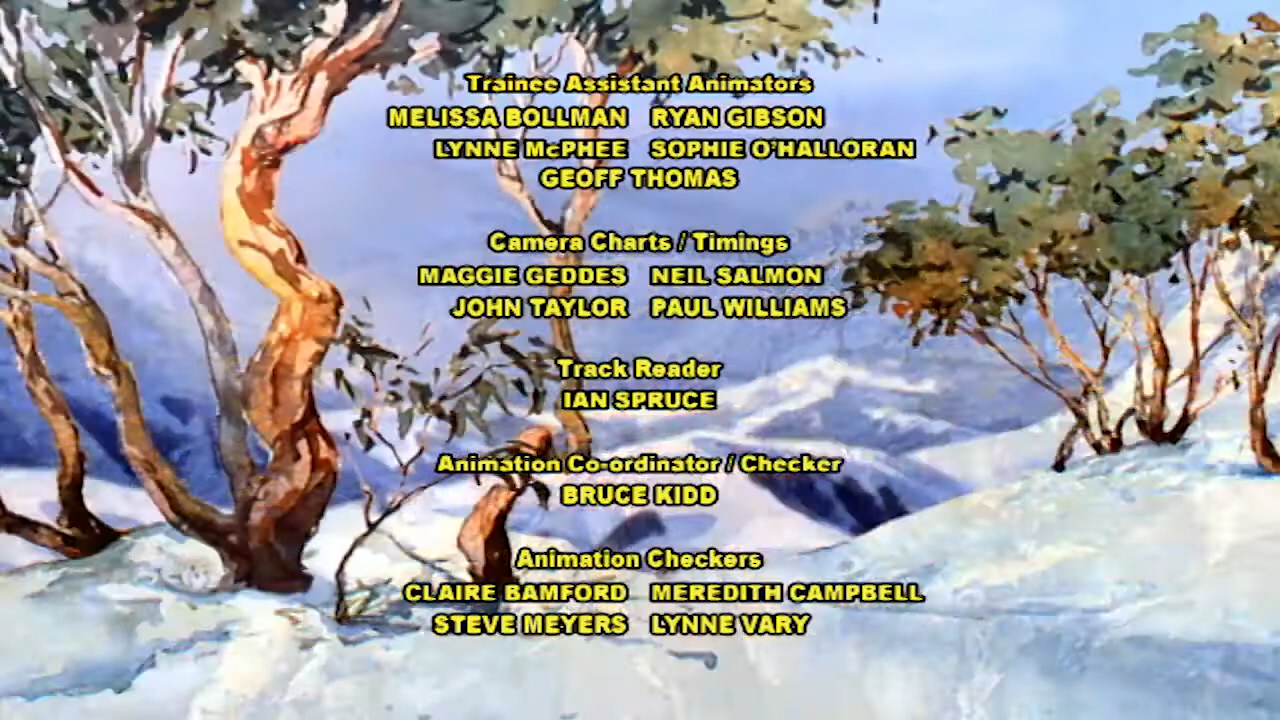 Trainee Assistant Animators
MELISSA BOLLMAN RYAN GIBSON
LYNNE McPHEE SOPHIE O'HALLORAN
GEOFF THOMAS
Camera Charts / Timings
MAGGIE GEDDES NEIL SALMON
JOHN TAYLOR PAUL WILLIAMS
Track Reader
IAN SPRUCE
Animation Co-ordinator / Checker
BRUCE KIDD
Animation Checkers
CLAIRE BAMFORD MEREDITH CAMPBELL
STEVE MEYERS LYNNE VARY